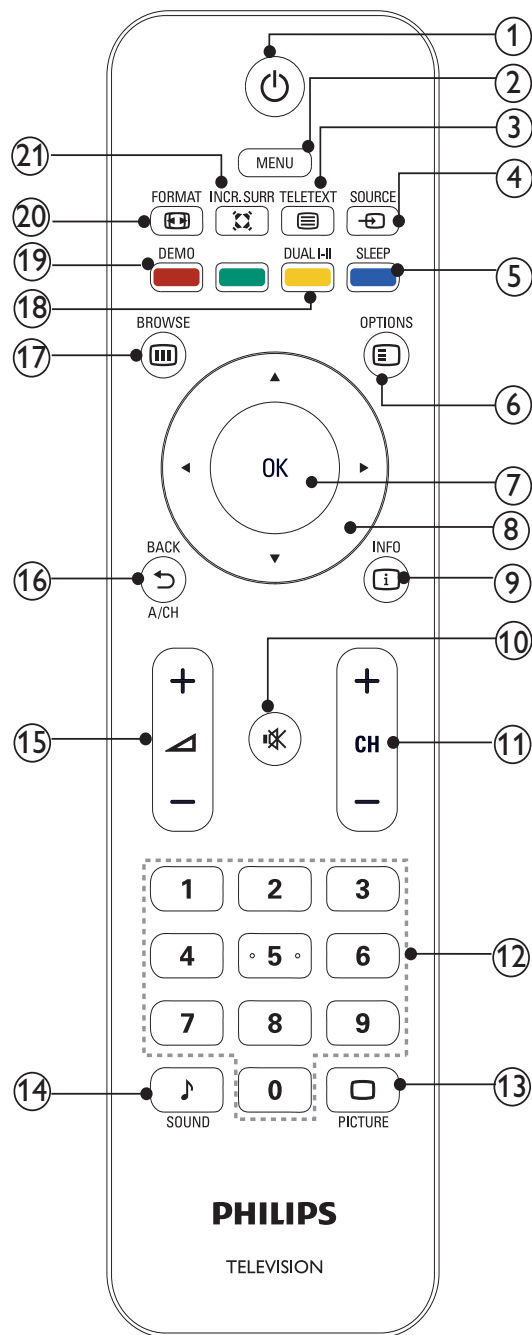 1
2
MENU
3
21
4
FORMAT INCR. SURR TELETEXT SOURCE
20
19
DEMO DUAL I-II SLEEP
5
18
BROWSE OPTIONS
17
6
OK
7
8
BACK INFO
16
9
A/CH
10
+ +
15
CH
11
− −
1 2 3
4 5 6
12
7 8 9
14
0
13
SOUND PICTURE
PHILIPS
TELEVISION